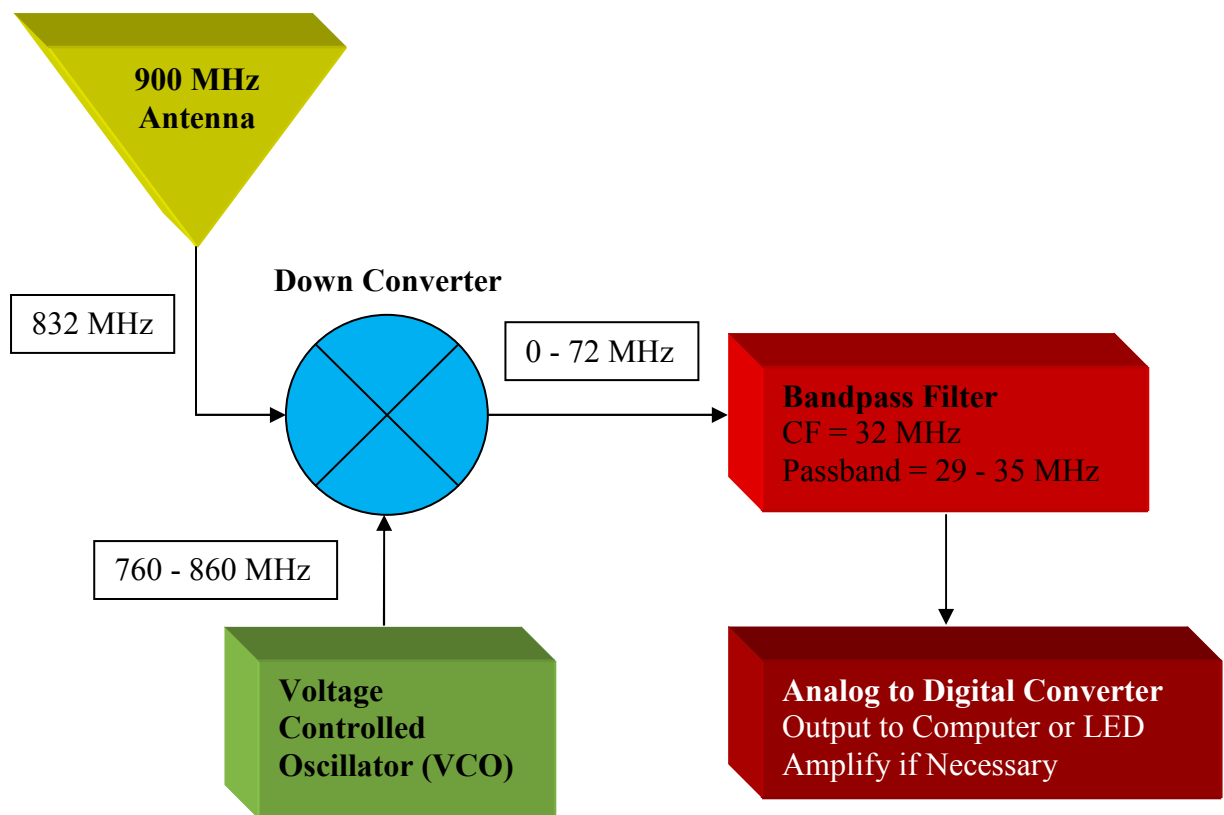 900 MHz
Antenna
Down Converter
832 MHz
0 - 72 MHz
Bandpass Filter
CF = 32 MHz
Passband = 29 - 35 MHz
760 - 860 MHz
Voltage
Controlled
Oscillator (VCO)
Analog to Digital Converter
Output to Computer or LED
Amplify if Necessary